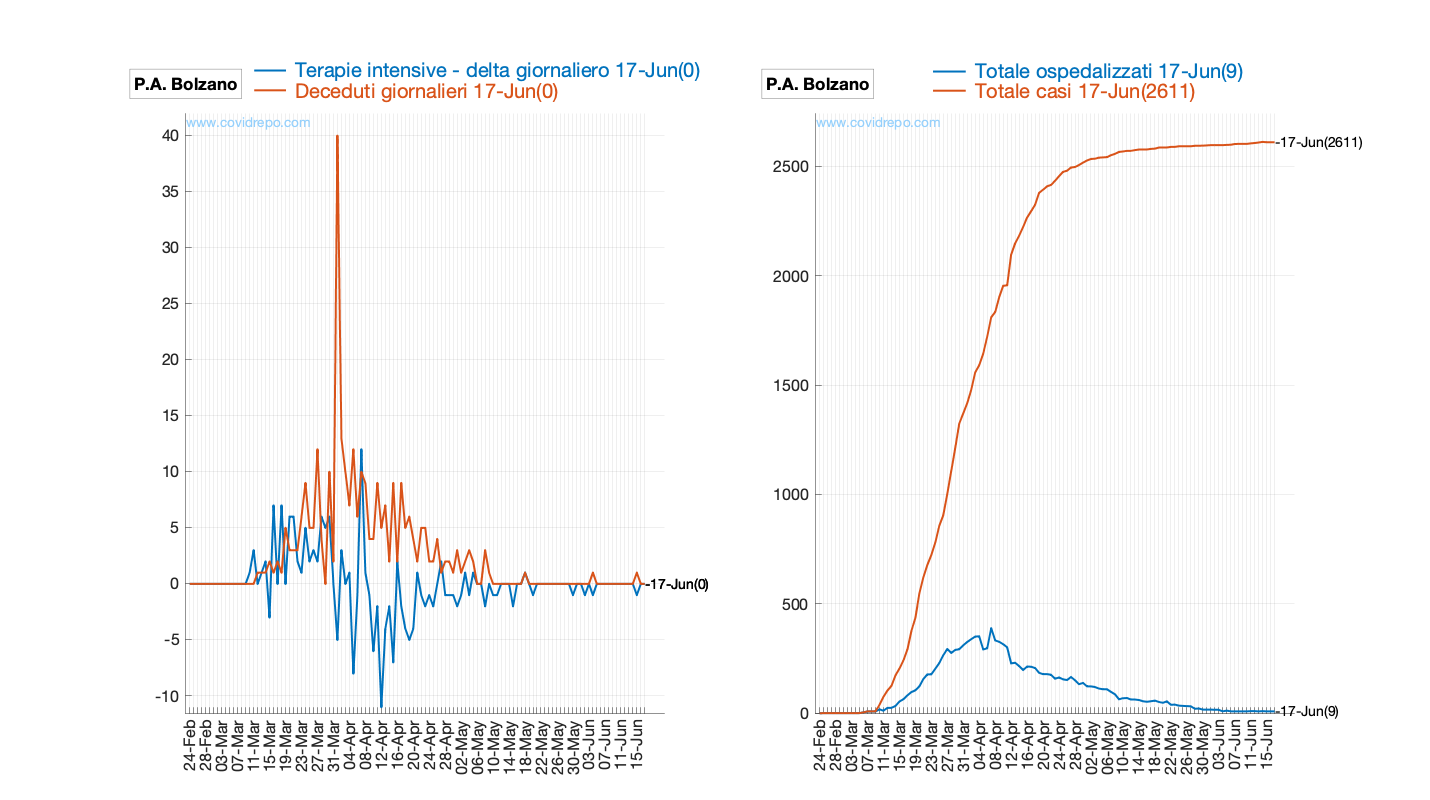 P.A. Bolzano
Terapie intensive - delta giornaliero 17-Jun(0)
Deceduti giornalieri 17-Jun(0)
www.covidrepo.com
40
35
30
25
20
15
10
5
0
-5
-10
-17-Jun(0)
24-Feb
28-Feb
03-Mar
07-Mar
11-Mar
15-Mar
19-Mar
23-Mar
27-Mar
31-Mar
04-Apr
08-Apr
12-Apr
16-Apr
20-Apr
24-Apr
28-Apr
02-May
06-May
10-May
14-May
18-May
22-May
26-May
30-May
03-Jun
07-Jun
11-Jun
15-Jun
P.A. Bolzano
Totale ospedalizzati 17-Jun(9)
Totale casi 17-Jun(2611)
www.covidrepo.com
2500
2000
1500
1000
500
0
-17-Jun(2611)
-17-Jun(9)
24-Feb
28-Feb
03-Mar
07-Mar
11-Mar
15-Mar
19-Mar
23-Mar
27-Mar
31-Mar
04-Apr
08-Apr
12-Apr
16-Apr
20-Apr
24-Apr
28-Apr
02-May
06-May
10-May
14-May
18-May
22-May
26-May
30-May
03-Jun
07-Jun
11-Jun
15-Jun